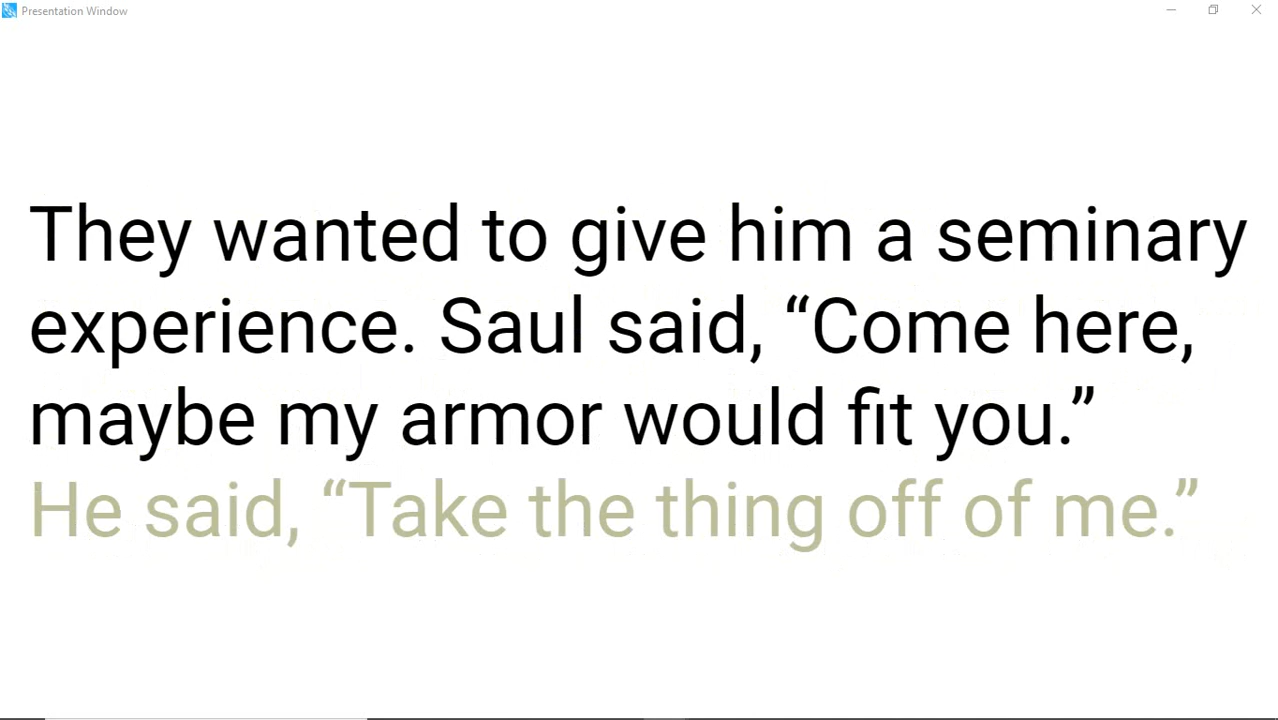 Presentation Window
They wanted to give him a seminary
experience. Saul said, “Come here,
maybe my armor would fit you.”
He said, “Take the thing off of me.”